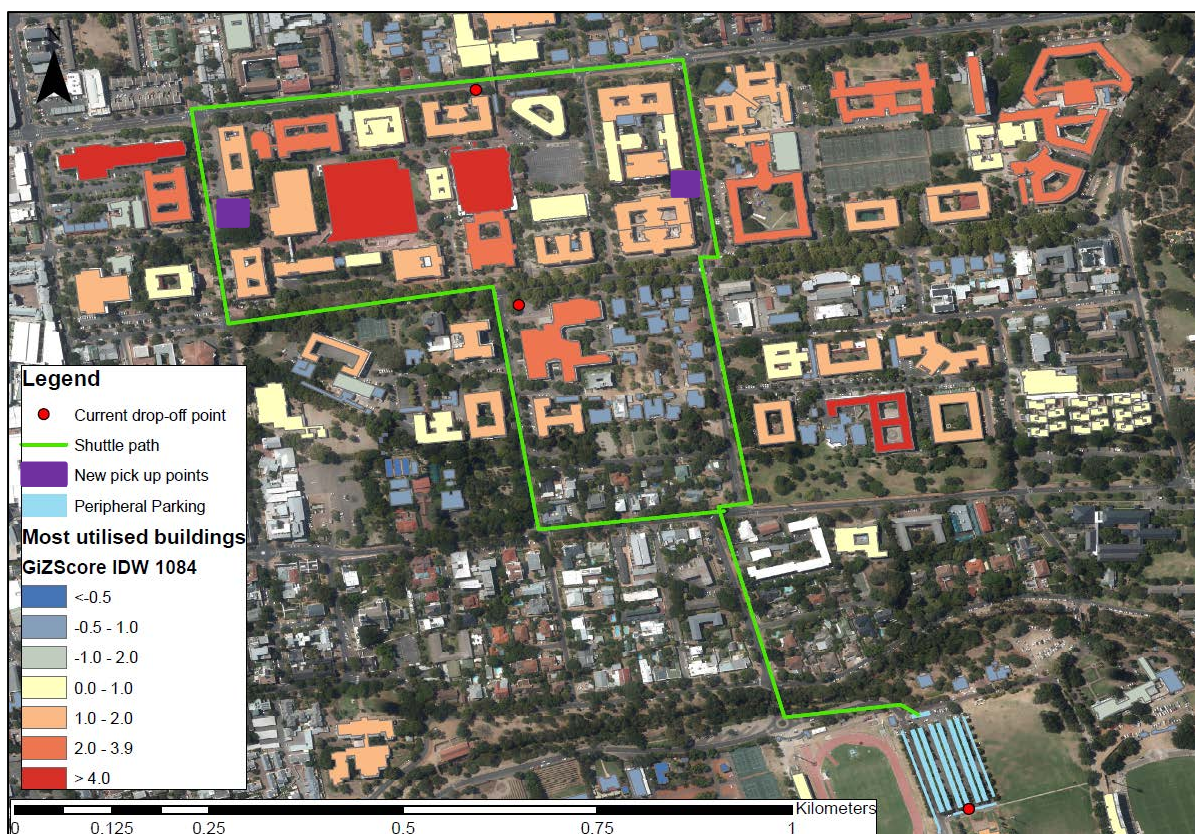 N
Legend
Current drop-off point
Shuttle path
New pick up points
Peripheral Parking
Most utilised buildings
GiZScore IDW 1084
<-0.5
-0.5 - 1.0
-1.0 - 2.0
0.0 - 1.0
1.0 - 2.0
2.0 - 3.9
> 4.0
Kilometers
0 0.125 0.25 0.5 0.75 1